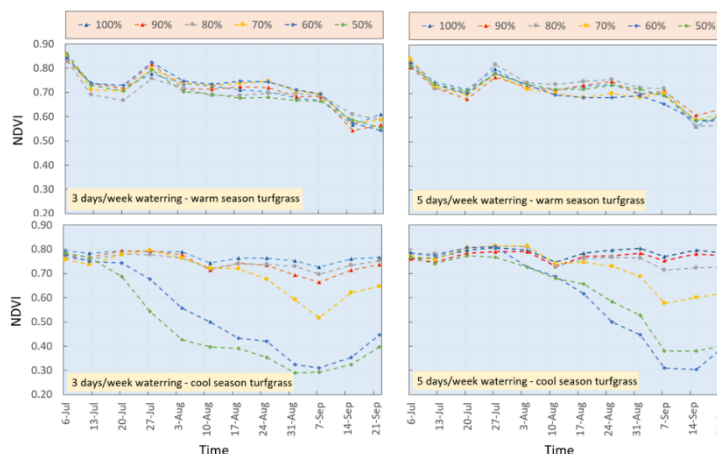 100% 90% 80% 70% 60% 50%
100% 90% 80% 70% 60% 50%
0.90
0.80
0.70
0.60
0.50
0.40
0.30
0.20
NDVI
3 days/week waterring - warm season turfgrass
5 days/week waterring - warm season turfgrass
1.00
0.80
0.70
0.60
0.50
0.40
0.30
0.20
NDVI
3 days/week waterring - cool season turfgrass
5 days/week waterring - cool season turfgrass
6-Jul
13-Jul
20-Jul
27-Jul
3-Aug
10-Aug
17-Aug
24-Aug
31-Aug
7-Sep
14-Sep
21-Sep
6-Jul
13-Jul
20-Jul
27-Jul
3-Aug
10-Aug
17-Aug
24-Aug
31-Aug
7-Sep
14-Sep
Time
Time